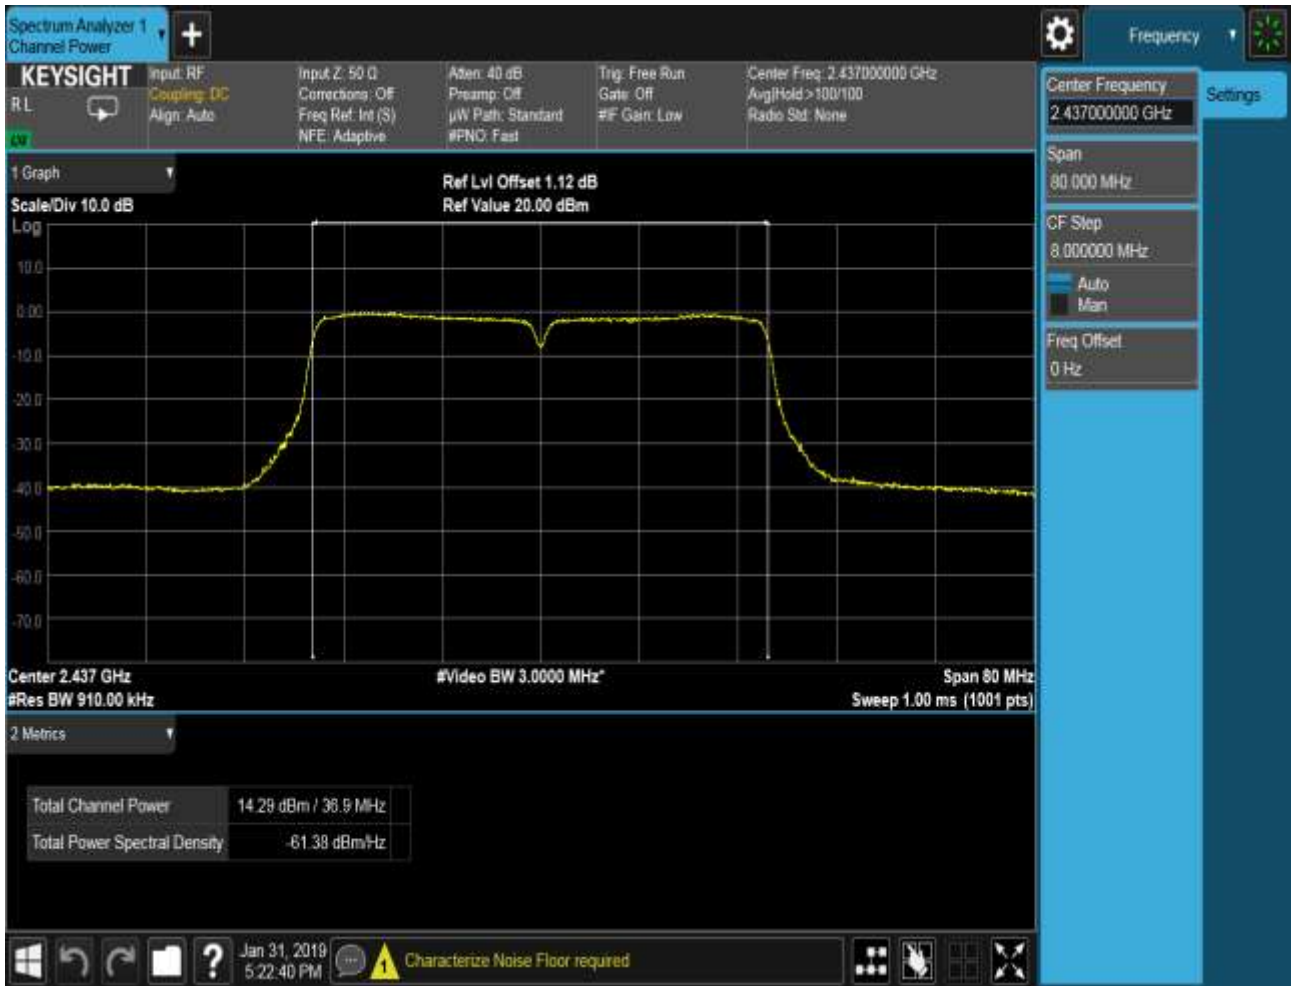 Spectrum Analyzer 1
Channel Power
Frequency
KEYSIGHT
RL
LXI
Input: RF
Coupling: DC
Align: Auto
Input Z: 50 Ω
Corrections: Off
Freq Ref: Int (S)
NFE: Adaptive
Atten: 40 dB
Preamp: Off
µW Path: Standard
#PNO: Fast
Trig: Free Run
Gate: Off
#IF Gain: Low
Center Freq: 2.437000000 GHz
Avg|Hold:>100/100
Radio Std: None
Center Frequency
2.437000000 GHz
Settings
Span
80.000 MHz
CF Step
8.000000 MHz
Auto
Man
Freq Offset
0 Hz
1 Graph
Scale/Div 10.0 dB
Ref Lvl Offset 1.12 dB
Ref Value 20.00 dBm
Log
10.0
0.00
-10.0
-20.0
-30.0
-40.0
-50.0
-60.0
-70.0
Center 2.437 GHz
#Res BW 910.00 kHz
#Video BW 3.0000 MHz*
Span 80 MHz
Sweep 1.00 ms (1001 pts)
2 Metrics
Total Channel Power 14.29 dBm / 36.9 MHz
Total Power Spectral Density -61.38 dBm/Hz
?
Jan 31, 2019
5:22:40 PM
1
Characterize Noise Floor required